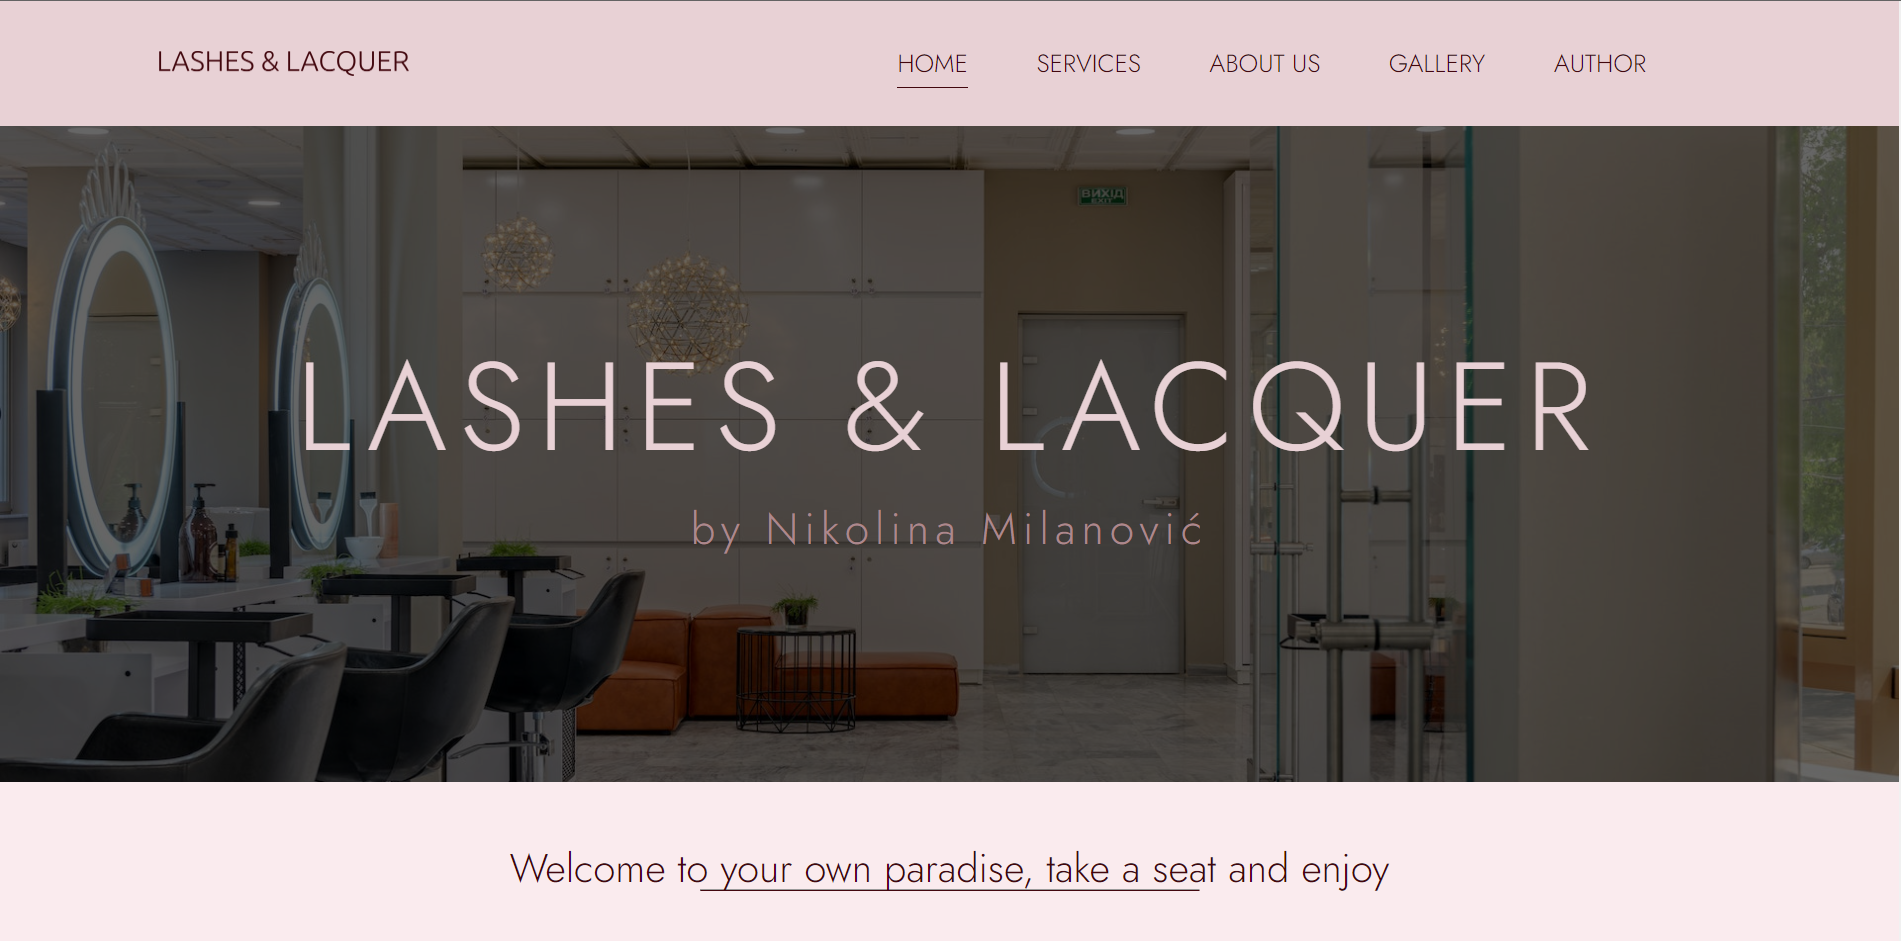 LASHES & LACQUER
HOME SERVICES ABOUT US GALLERY AUTHOR
ВИХІД
EXIT
LASHES & LACQUER
by Nikolina Milanović
Welcome to your own paradise, take a seat and enjoy